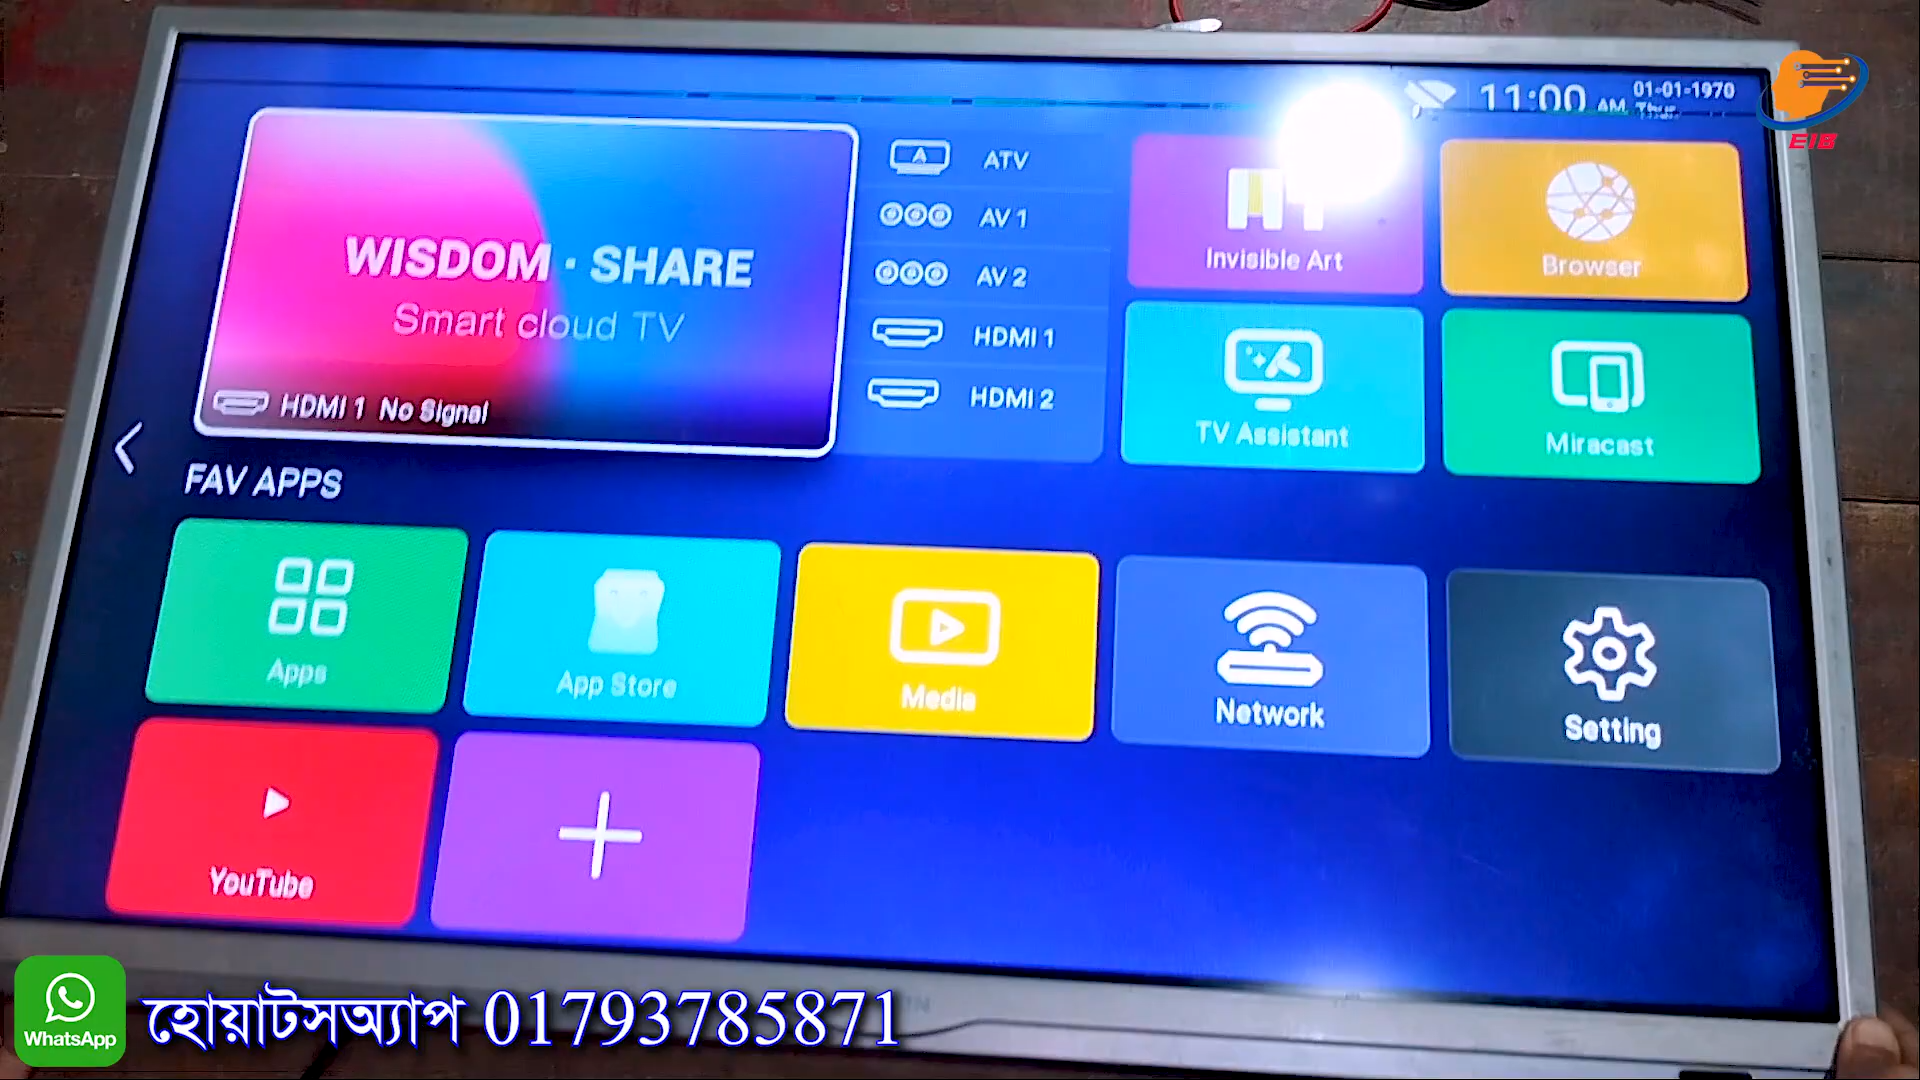 11:00 AM
01-01-1970
EIB
WISDOM · SHARE
Smart cloud TV
HDMI 1 No Signal
ATV
AV 1
AV 2
HDMI 1
HDMI 2
Invisible Art
Browser
TV Assistant
Miracast
FAV APPS
Apps
App Store
Media
Network
Setting
YouTube
WhatsApp
হোয়াটসঅ্যাপ 01793785871